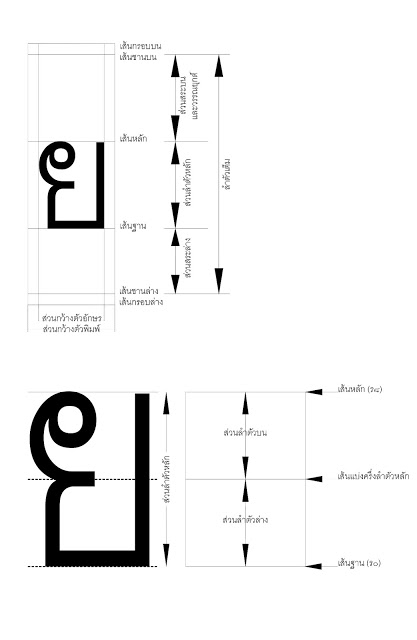 เส้นกรอบบน
เส้นชานบน
ส่วนสระบน
และวรรณยุกต์
เส้นหลัก
ย
ส่วนลำตัวหลัก
ลำตัวเต็ม
เส้นฐาน
ส่วนสระล่าง
เส้นชานล่าง
เส้นกรอบล่าง
ส่วนกว้างตัวอักษร
ส่วนกว้างตัวพิมพ์
เส้นหลัก (ร๘)
ย
ส่วนลำตัวหลัก
ส่วนลำตัวบน
เส้นแบ่งครึ่งลำตัวหลัก
ส่วนลำตัวล่าง
เส้นฐาน (ร๐)